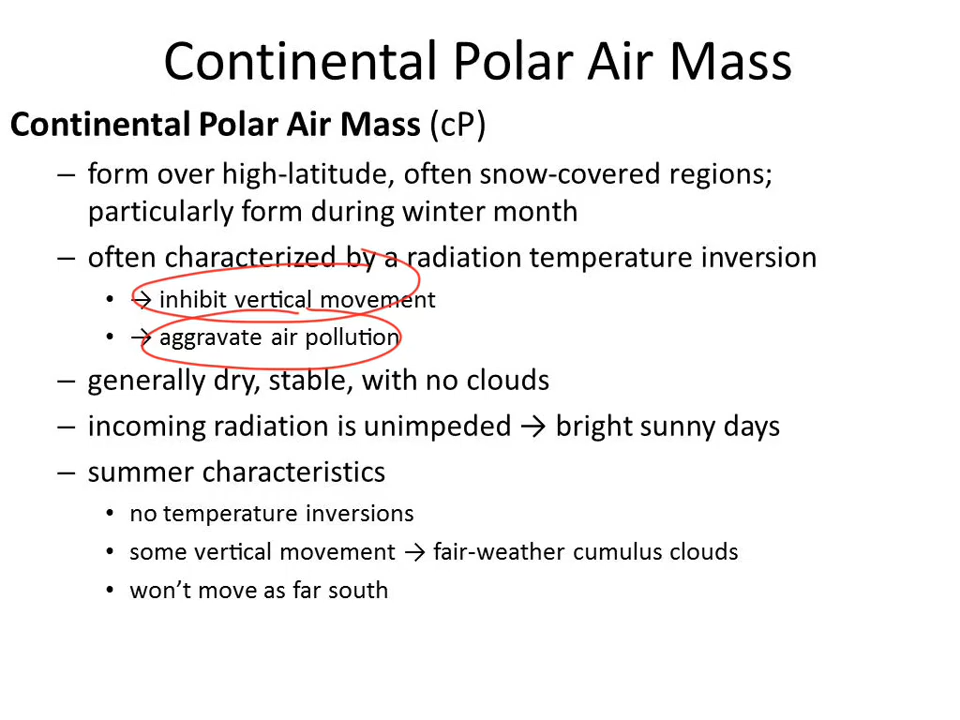 Continental Polar Air Mass
Continental Polar Air Mass (cP)
– form over high-latitude, often snow-covered regions;
particularly form during winter month
– often characterized by a radiation temperature inversion
• → inhibit vertical movement
• → aggravate air pollution
– generally dry, stable, with no clouds
– incoming radiation is unimpeded → bright sunny days
– summer characteristics
• no temperature inversions
• some vertical movement → fair-weather cumulus clouds
• won’t move as far south